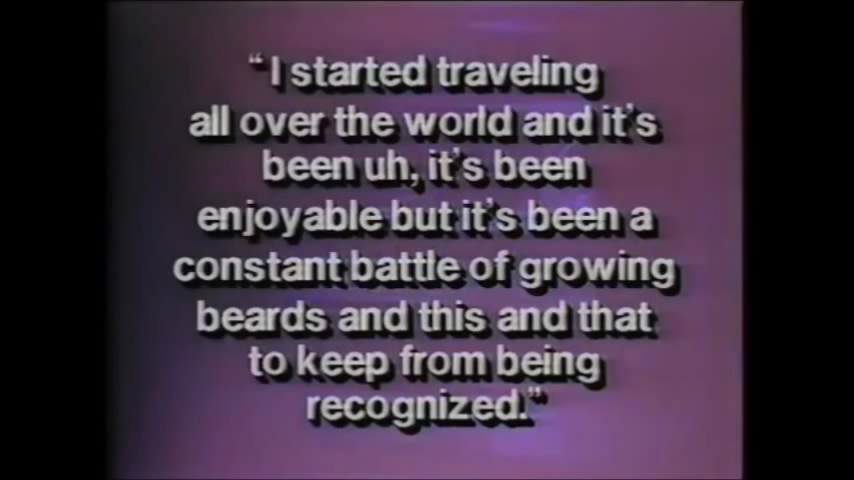 “I started traveling
all over the world and it's
been uh, it's been
enjoyable but it's been a
constant battle of growing
beards and this and that
to keep from being
recognized.”